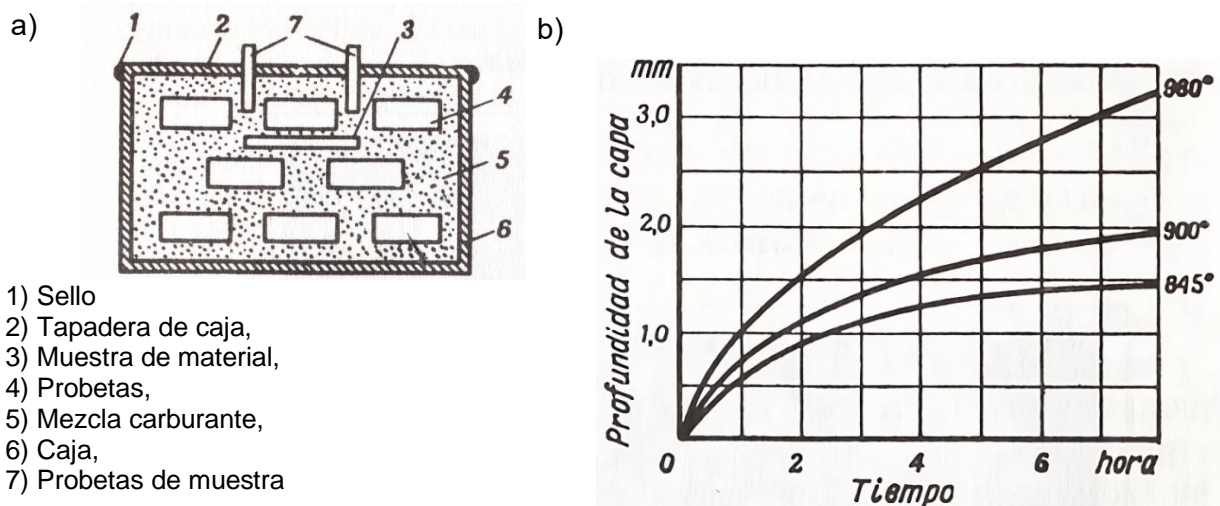 a)
1 2 7 3
4
5
6
1) Sello
2) Tapadera de caja,
3) Muestra de material,
4) Probetas,
5) Mezcla carburante,
6) Caja,
7) Probetas de muestra
b)
mm
3,0
2,0
1,0
Profundidad de la capa
980°
900°
845°
0 2 4 6 hora
Tiempo